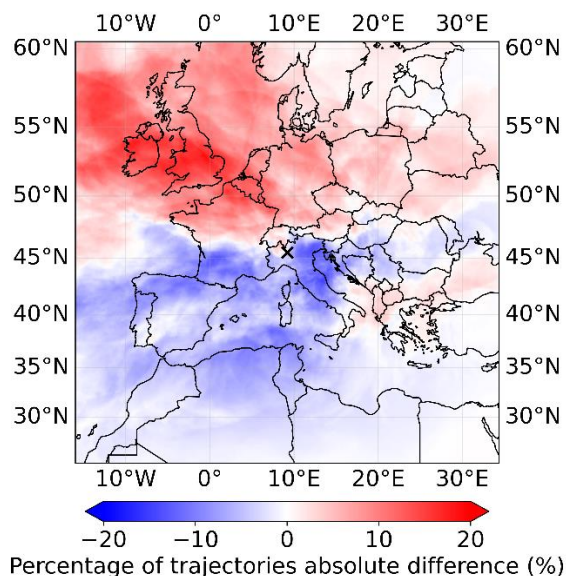 10°W 0° 10°E 20°E 30°E
60°N 60°N
55°N 55°N
50°N 50°N
45°N 45°N
40°N 40°N
35°N 35°N
30°N 30°N
10°W 0° 10°E 20°E 30°E
−20 −10 0 10 20
Percentage of trajectories absolute difference (%)